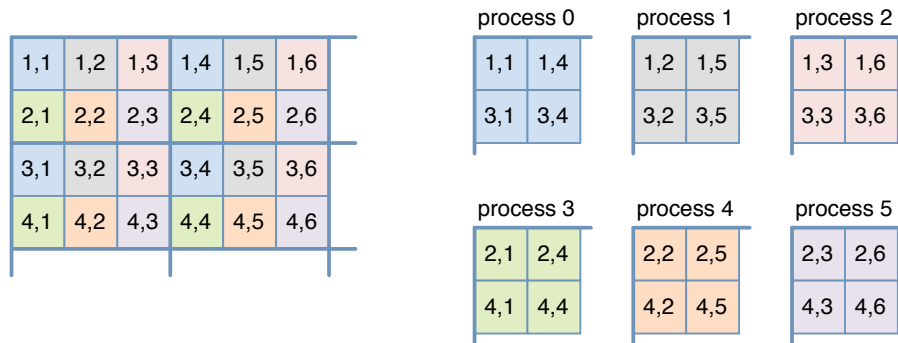 1,1 1,2 1,3 1,4 1,5 1,6
2,1 2,2 2,3 2,4 2,5 2,6
3,1 3,2 3,3 3,4 3,5 3,6
4,1 4,2 4,3 4,4 4,5 4,6
process 0
1,1 1,4
3,1 3,4
process 1
1,2 1,5
3,2 3,5
process 2
1,3 1,6
3,3 3,6
process 3
2,1 2,4
4,1 4,4
process 4
2,2 2,5
4,2 4,5
process 5
2,3 2,6
4,3 4,6